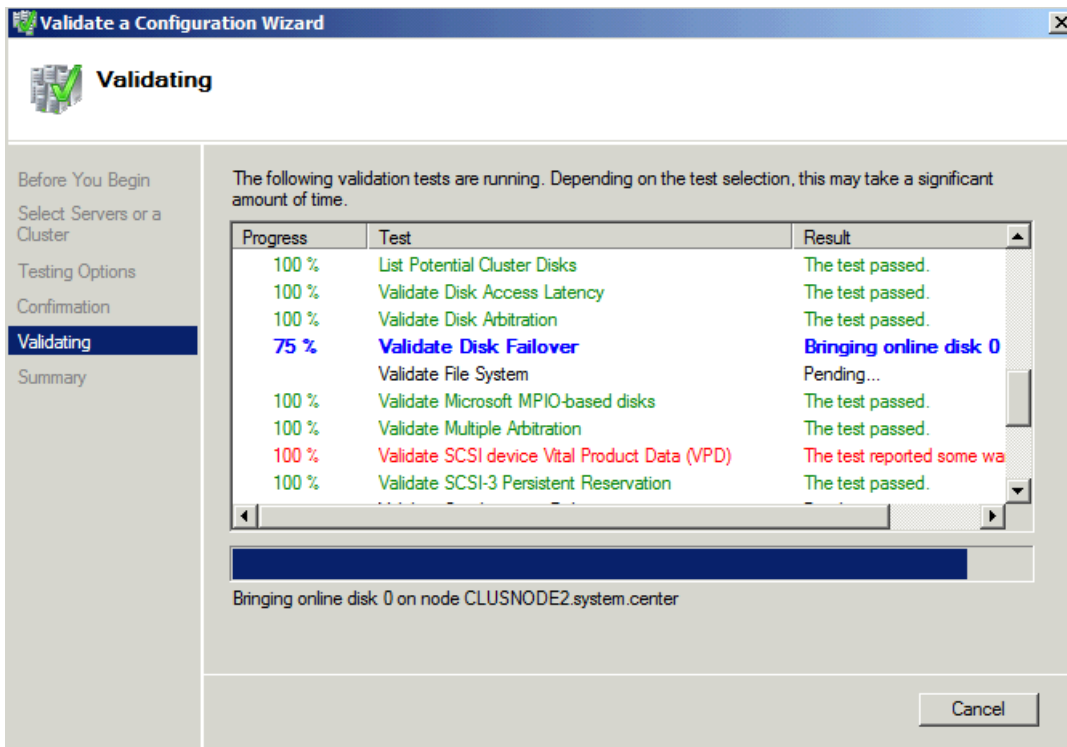 Validate a Configuration Wizard
Validating
Before You Begin
Select Servers or a
Cluster
Testing Options
Confirmation
Validating
Summary
The following validation tests are running. Depending on the test selection, this may take a significant
amount of time.
Progress Test Result
100 % List Potential Cluster Disks The test passed.
100 % Validate Disk Access Latency The test passed.
100 % Validate Disk Arbitration The test passed.
75 % Validate Disk Failover Bringing online disk 0
Validate File System Pending...
100 % Validate Microsoft MPIO-based disks The test passed.
100 % Validate Multiple Arbitration The test passed.
100 % Validate SCSI device Vital Product Data (VPD) The test reported some wa
100 % Validate SCSI-3 Persistent Reservation The test passed.
Bringing online disk 0 on node CLUSNODE2.system.center
Cancel